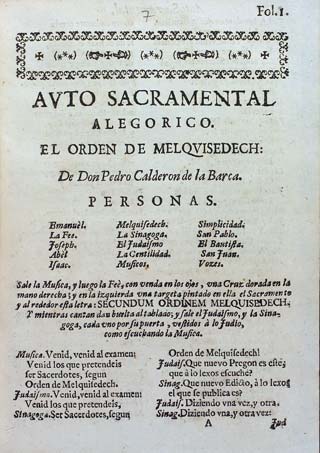 7
Fol.1.
AVTO SACRAMENTAL
ALEGORICO.
EL ORDEN DE MELQVISEDECH:
De Don Pedro Calderon de la Barca.
PERSONAS.
Emanuèl. Melquisedech. Simplicidad.
La Fee. La Sinagoga. San Pablo.
Joseph. El Judaismo El Bautista.
Abèl La Gentilidad. San Juan.
Isaac. Musicos. Vozes.
Sale la Musica, y luego la Feè, con venda en los ojos, vna Cruz dorada en la
mano derecha; y en la izquierda vna targeta pintado en ella el Sacramento
y al rededor esta letra: SECUNDUM ORDINEM MELQUISEDECH,
Y mientras cantan dan buelta al tablado; y sale el Judaismo, y la Sina-
goga, cada vno por su puerta, vestidos à lo Judio,
como escuchando la Musica.
Musica. Venid, venid al examen;
Venid los que pretendeis
ser Sacerdotes, segun
Orden de Melquisedech.
Judaismo. Venid, venid al examen:
Venid los que pretendeis,
Sinagoga. Ser Sacerdotes, segun
Orden de Melquisedech!
Judais. Que nuevo Pregon es este,
que à lo lexos escuchè?
Sinag. Que nuevo Edicto, à lo lexos
el que se publica es?
Judais. Diziendo vna, y otra vez:
Sinag. Diziendo vna, y otra vez:
A Jud